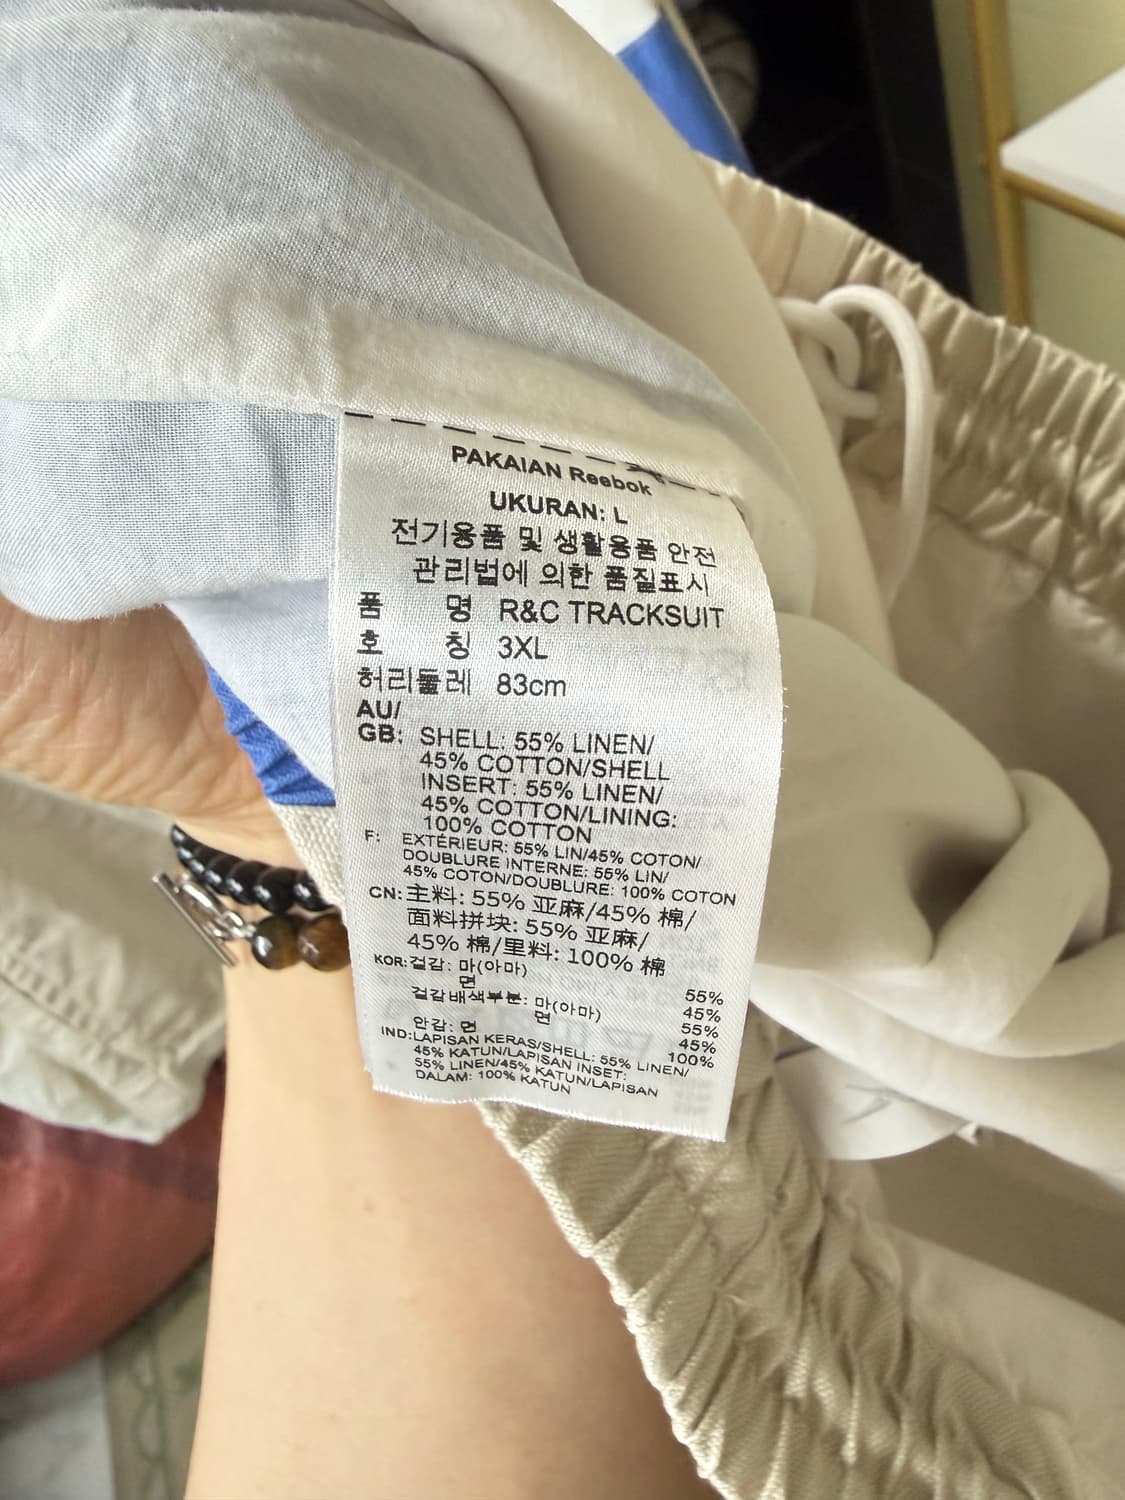 PAKAIAN Reebok
UKURAN: L
전기용품 및 생활용품 안전
관리법에 의한 품질표시
품 명 R&C TRACKSUIT
호 칭 3XL
허리둘레 83cm
AU/
GB: SHELL: 55% LINEN/
45% COTTON/SHELL
INSERT: 55% LINEN/
45% COTTON/LINING:
100% COTTON
F: EXTÉRIEUR: 55% LIN/45% COTON/
DOUBLURE INTERNE: 55% LIN/
45% COTON/DOUBLURE: 100% COTON
CN: 主料: 55% 亚麻/45% 棉/
面料拼块: 55% 亚麻/
45% 棉/里料: 100% 棉
KOR: 겉감: 마(아마) 55%
면 45%
겉감배색부분: 마(아마) 55%
면 45%
안감: 면 100%
IND: LAPISAN KERAS/SHELL: 55% LINEN/
45% KATUN/LAPISAN INSET:
55% LINEN/45% KATUN/LAPISAN
DALAM: 100% KATUN